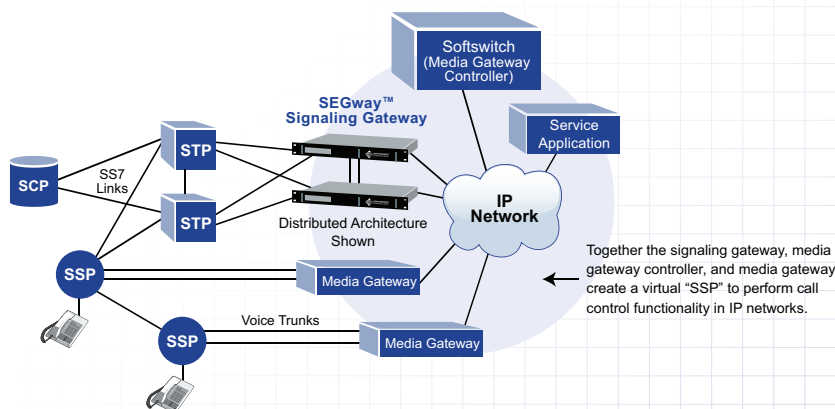 Softswitch
(Media Gateway
Controller)
SEGway™
Signaling Gateway
Service
Application
STP
SS7
Links
SCP
STP
IP
Network
Distributed Architecture
Shown
SSP
Media Gateway
Together the signaling gateway, media
gateway controller, and media gateway
create a virtual “SSP” to perform call
control functionality in IP networks.
Voice Trunks
SSP
Media Gateway